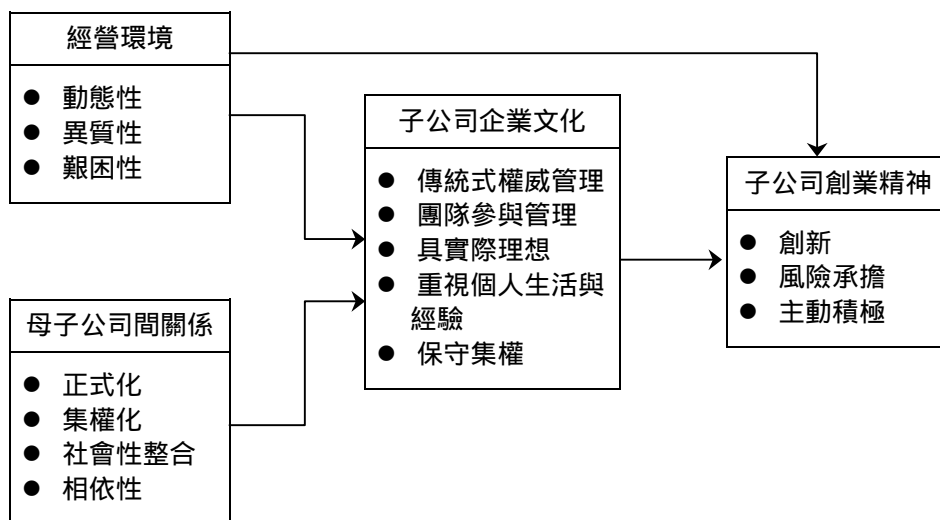 經營環境
● 動態性
● 異質性
● 艱困性
母子公司間關係
● 正式化
● 集權化
● 社會性整合
● 相依性
子公司企業文化
● 傳統式權威管理
● 團隊參與管理
● 具實際理想
● 重視個人生活與
經驗
● 保守集權
子公司創業精神
● 創新
● 風險承擔
● 主動積極